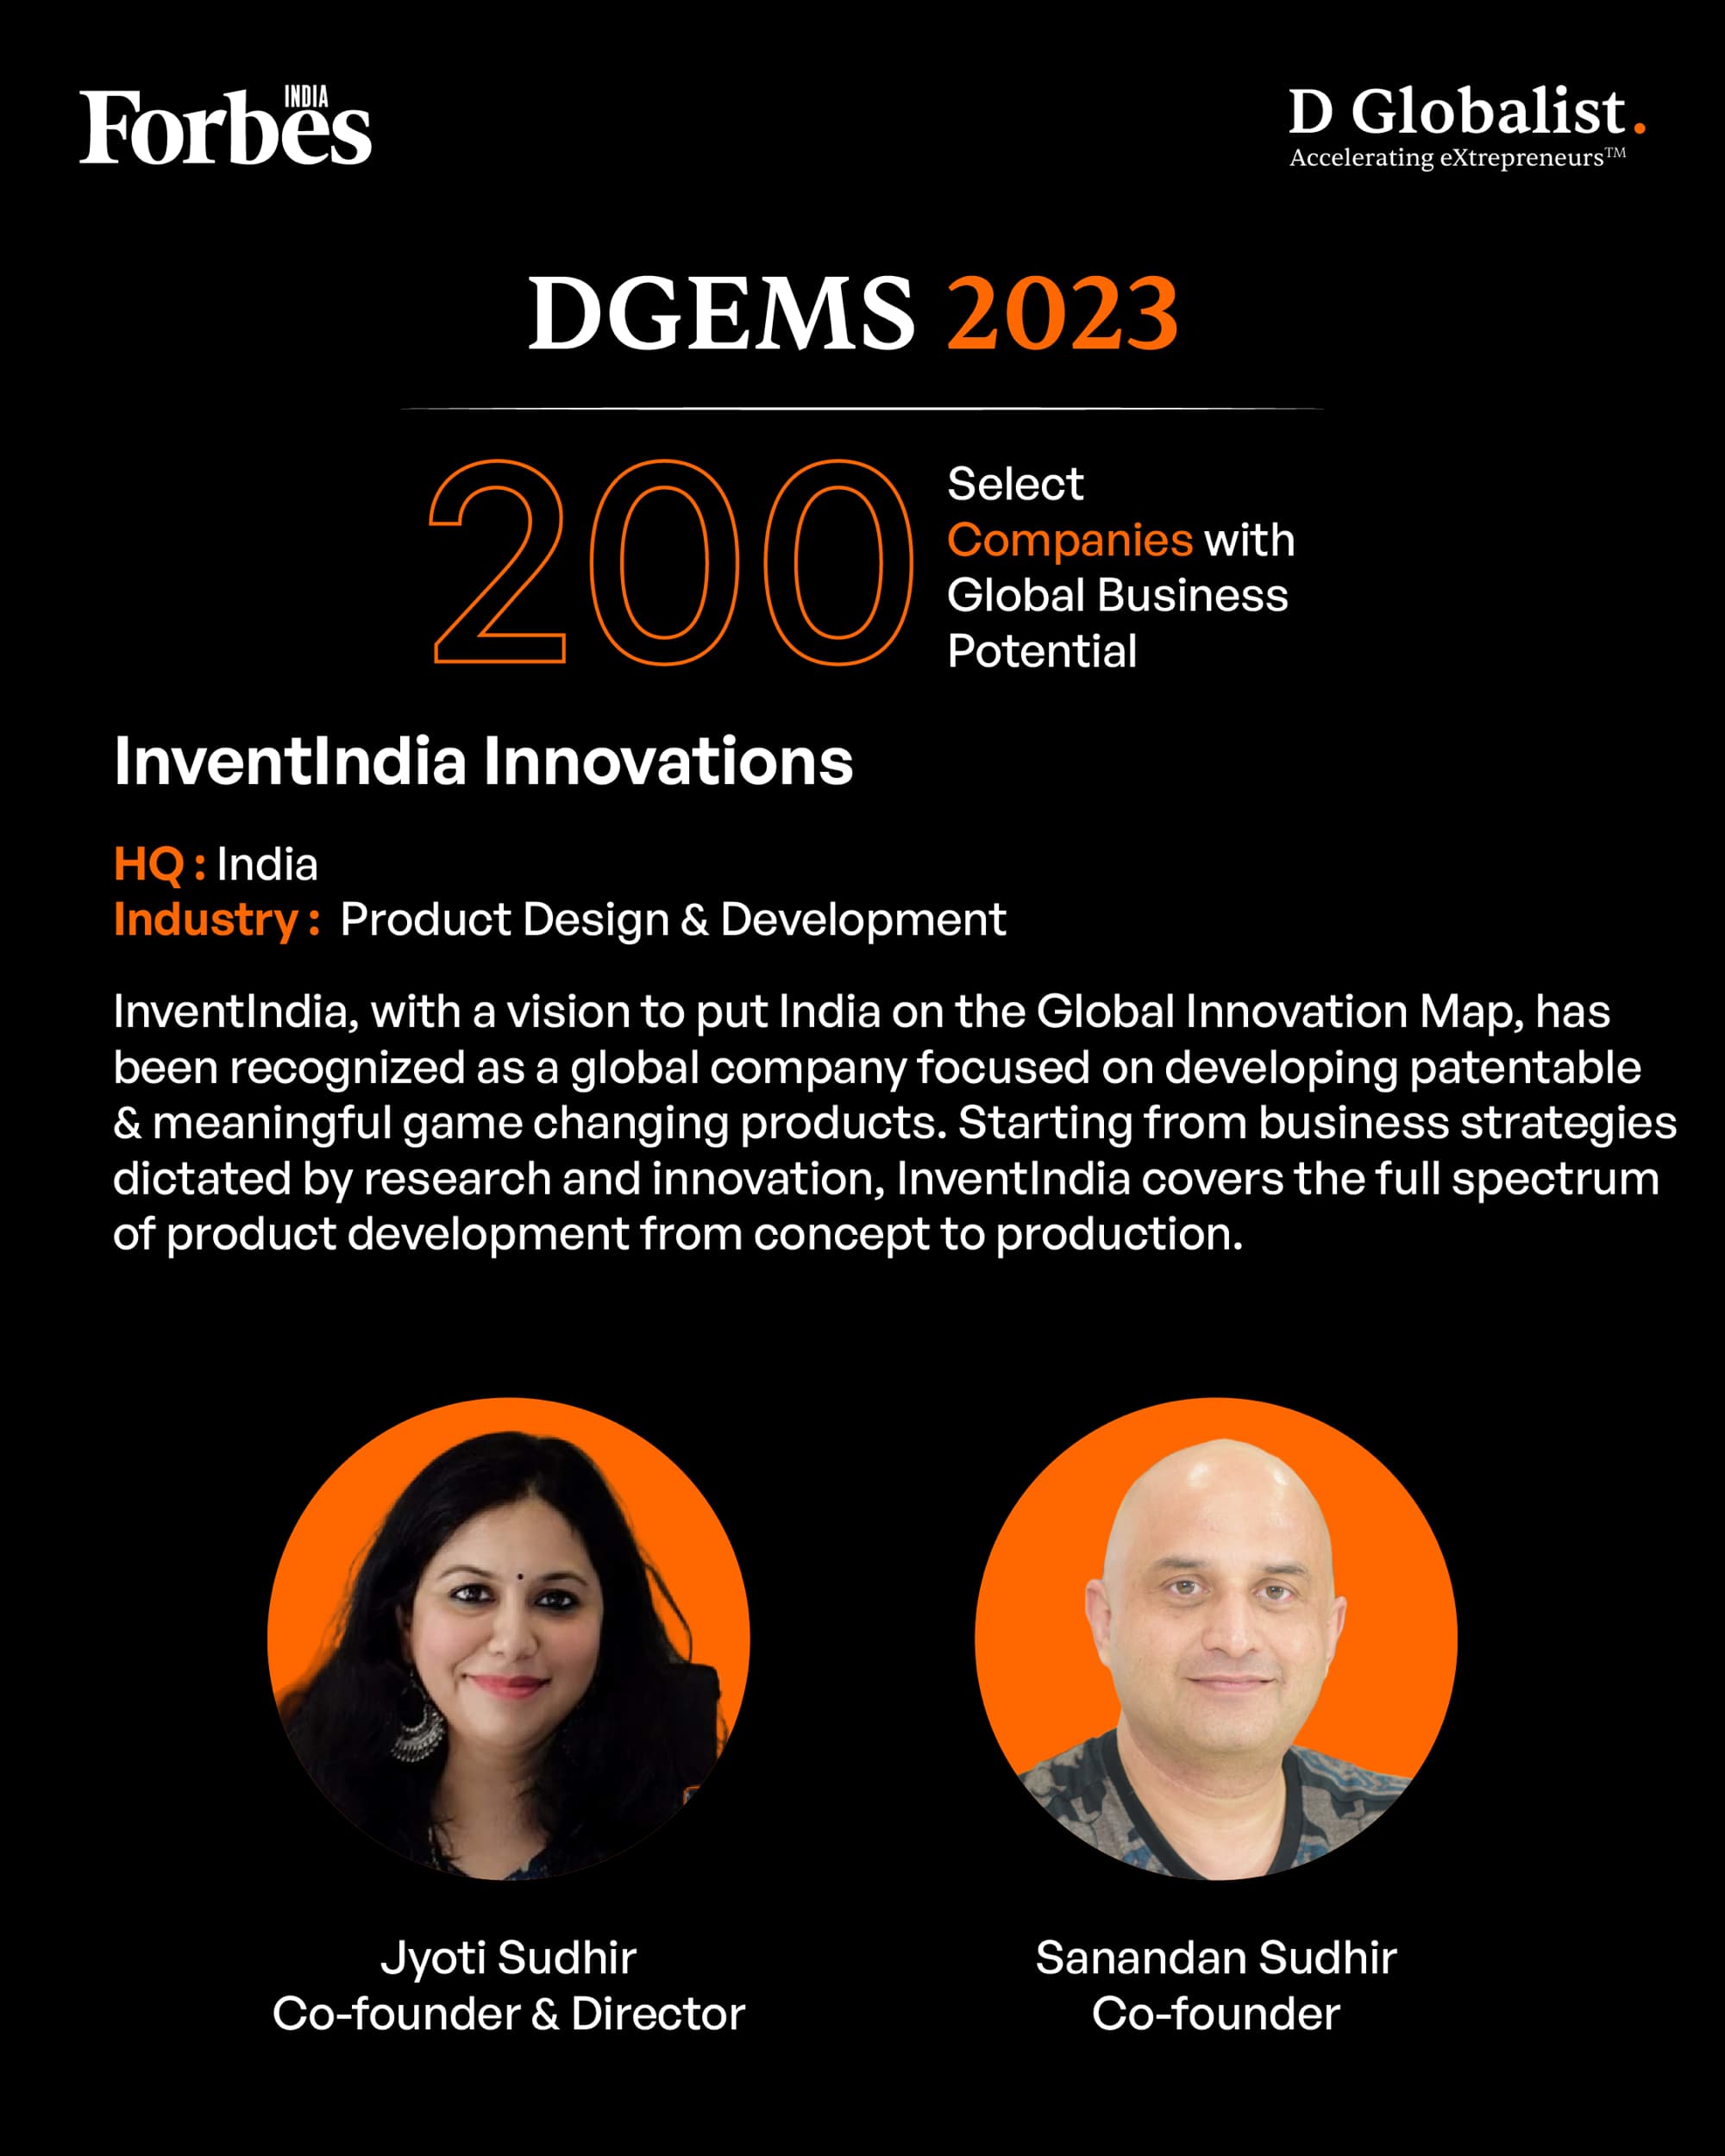 Forbes INDIA
D Globalist.
Accelerating eXtrepreneurs™
DGEMS 2023
200
Select
Companies with
Global Business
Potential
InventIndia Innovations
HQ : India
Industry : Product Design & Development
InventIndia, with a vision to put India on the Global Innovation Map, has
been recognized as a global company focused on developing patentable
& meaningful game changing products. Starting from business strategies
dictated by research and innovation, InventIndia covers the full spectrum
of product development from concept to production.
Jyoti Sudhir
Co-founder & Director
Sanandan Sudhir
Co-founder